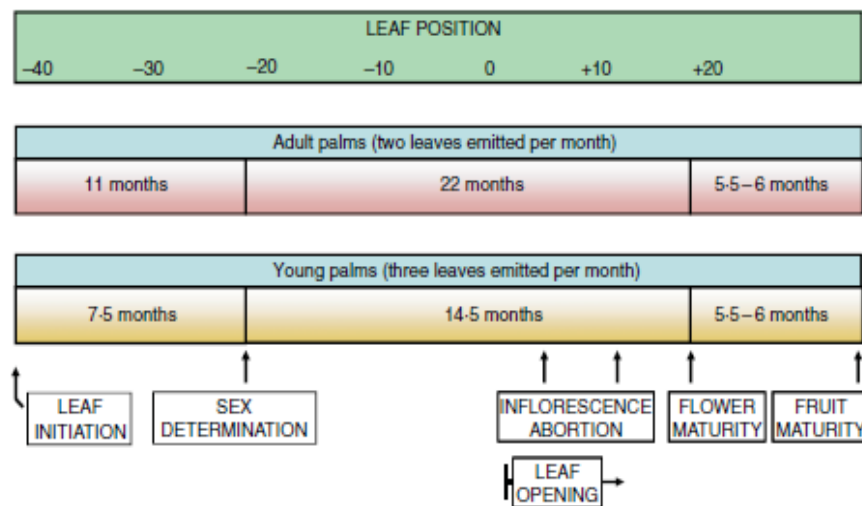 LEAF POSITION
–40 –30 –20 –10 0 +10 +20
Adult palms (two leaves emitted per month)
11 months 22 months 5·5–6 months
Young palms (three leaves emitted per month)
7·5 months 14·5 months 5·5–6 months
LEAF
INITIATION
SEX
DETERMINATION
INFLORESCENCE
ABORTION
FLOWER
MATURITY
FRUIT
MATURITY
LEAF
OPENING